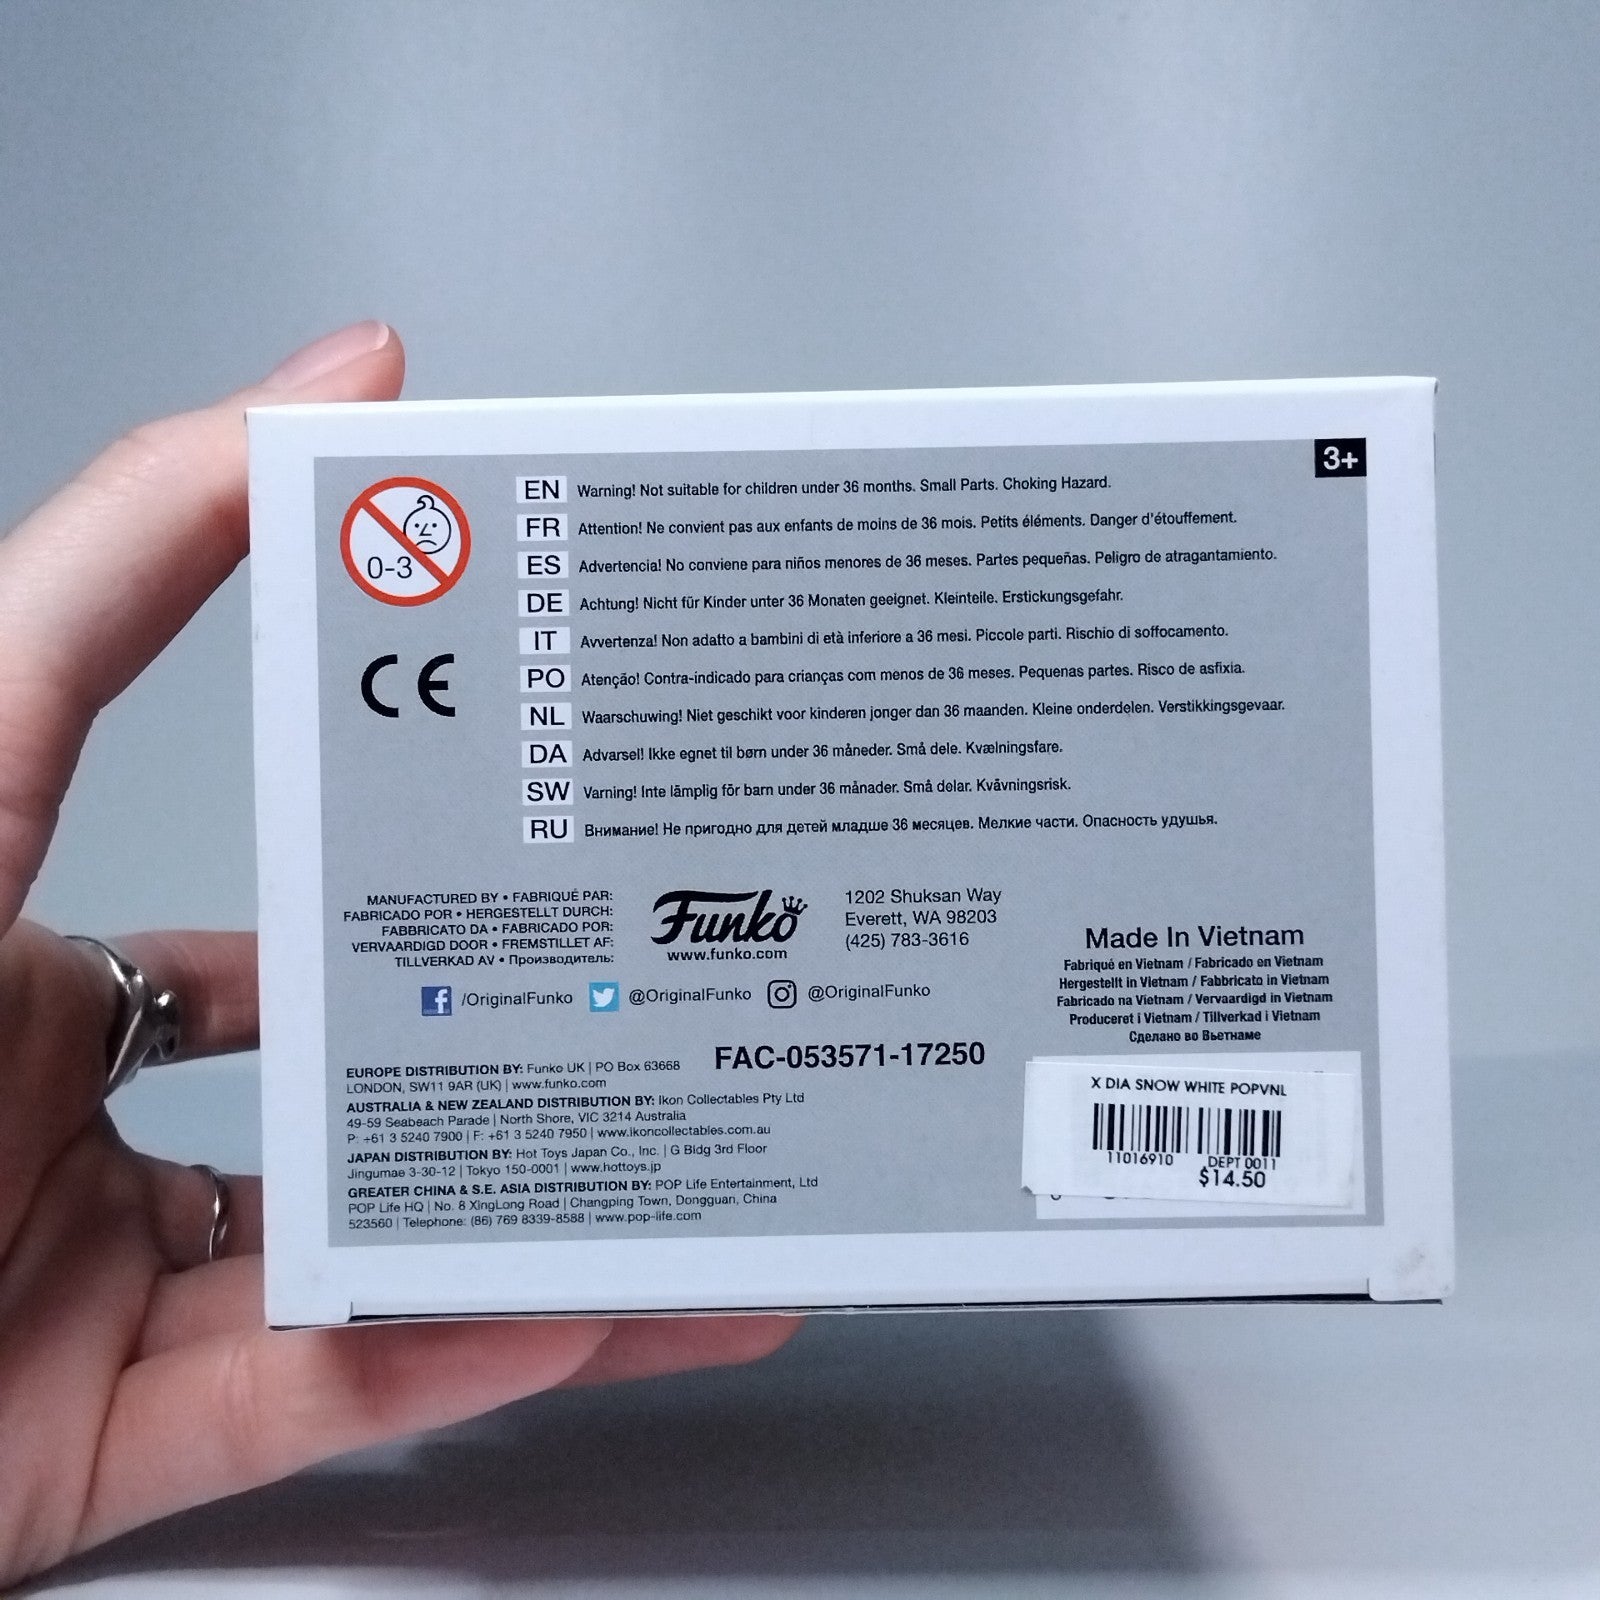 3+
0-3
CE
EN Warning! Not suitable for children under 36 months. Small Parts. Choking Hazard.
FR Attention! Ne convient pas aux enfants de moins de 36 mois. Petits éléments. Danger d'étouffement.
ES Advertencia! No conviene para niños menores de 36 meses. Partes pequeñas. Peligro de atragantamiento.
DE Achtung! Nicht für Kinder unter 36 Monaten geeignet. Kleinteile. Erstickungsgefahr.
IT Avvertenza! Non adatto a bambini di età inferiore a 36 mesi. Piccole parti. Rischio di soffocamento.
PO Atenção! Contra-indicado para crianças com menos de 36 meses. Pequenas partes. Risco de asfixia.
NL Waarschuwing! Niet geschikt voor kinderen jonger dan 36 maanden. Kleine onderdelen. Verstikkingsgevaar.
DA Advarsel! Ikke egnet til børn under 36 måneder. Små dele. Kvælningsfare.
SW Varning! Inte lämplig för barn under 36 månader. Små delar. Kvävningsrisk.
RU Внимание! Не пригодно для детей младше 36 месяцев. Мелкие части. Опасность удушья.
MANUFACTURED BY • FABRIQUÉ PAR:
FABRICADO POR • HERGESTELLT DURCH:
FABBRICATO DA • FABRICADO POR:
VERVAARDIGD DOOR • FREMSTILLET AF:
TILLVERKAD AV • Производитель:
Funko
www.funko.com
1202 Shuksan Way
Everett, WA 98203
(425) 783-3616
/OriginalFunko @OriginalFunko @OriginalFunko
Made In Vietnam
Fabriqué en Vietnam / Fabricado en Vietnam
Hergestellt in Vietnam / Fabbricato in Vietnam
Fabricado na Vietnam / Vervaardigd in Vietnam
Produceret i Vietnam / Tillverkad i Vietnam
Сделано во Вьетнаме
FAC-053571-17250
EUROPE DISTRIBUTION BY: Funko UK | PO Box 63668
LONDON, SW11 9AR (UK) | www.funko.com
AUSTRALIA & NEW ZEALAND DISTRIBUTION BY: Ikon Collectables Pty Ltd
49-59 Seabeach Parade | North Shore, VIC 3214 Australia
P: +61 3 5240 7900 | F: +61 3 5240 7950 | www.ikoncollectables.com.au
JAPAN DISTRIBUTION BY: Hot Toys Japan Co., Inc. | G Bldg 3rd Floor
Jingumae 3-30-12 | Tokyo 150-0001 | www.hottoys.jp
GREATER CHINA & S.E. ASIA DISTRIBUTION BY: POP Life Entertainment, Ltd
POP Life HQ | No. 8 XingLong Road | Changping Town, Dongguan, China
523560 | Telephone: (86) 769 8339-8588 | www.pop-life.com
X DIA SNOW WHITE POPVNL
11016910 DEPT 0011
$14.50